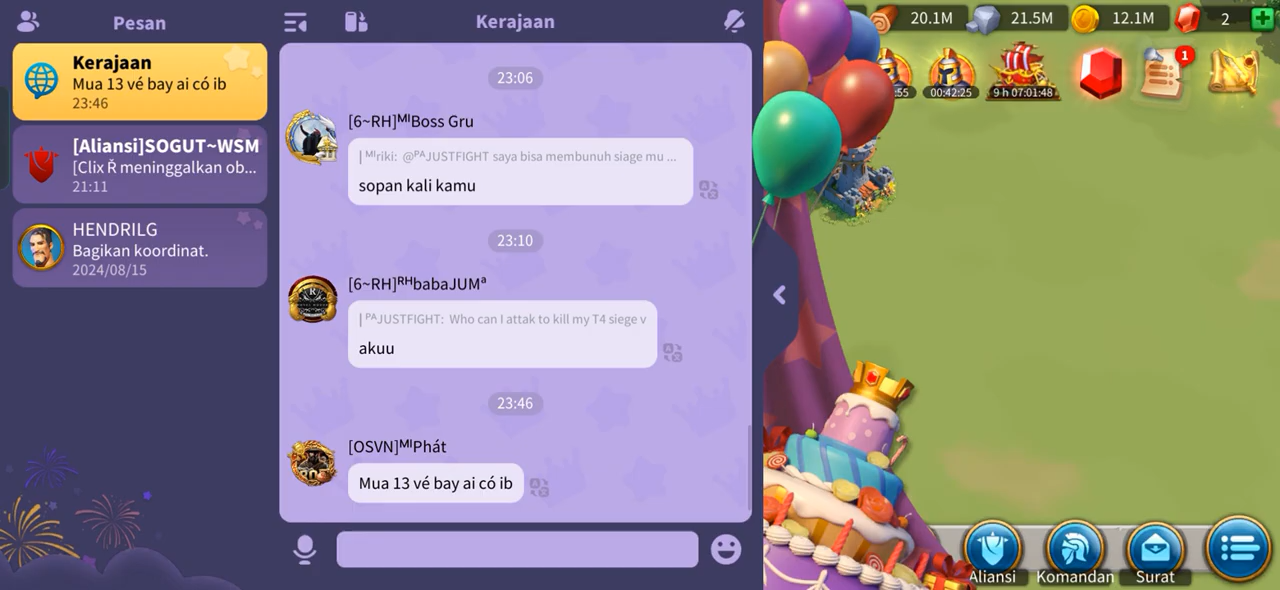 Pesan
Kerajaan
Mua 13 vé bay ai có ib
23:46
[Aliansi]SOGUT~WSM
[Clix Ř meninggalkan ob...
21:11
HENDRILG
Bagikan koordinat.
2024/08/15
Kerajaan
23:06
[6~RH]ᴹᴵBoss Gru
| ᴹᴵriki: @ᴾᴬJUSTFIGHT saya bisa membunuh siage mu ...
sopan kali kamu
23:10
[6~RH]ᴿᴴbabaJUMᵃ
| ᴾᴬJUSTFIGHT: Who can I attak to kill my T4 siege v
akuu
23:46
[OSVN]ᴹᴵPhát
Mua 13 vé bay ai có ib
20.1M
21.5M
12.1M
2
:55
00:42:25
9 h 07:01:48
1
Aliansi
Komandan
Surat